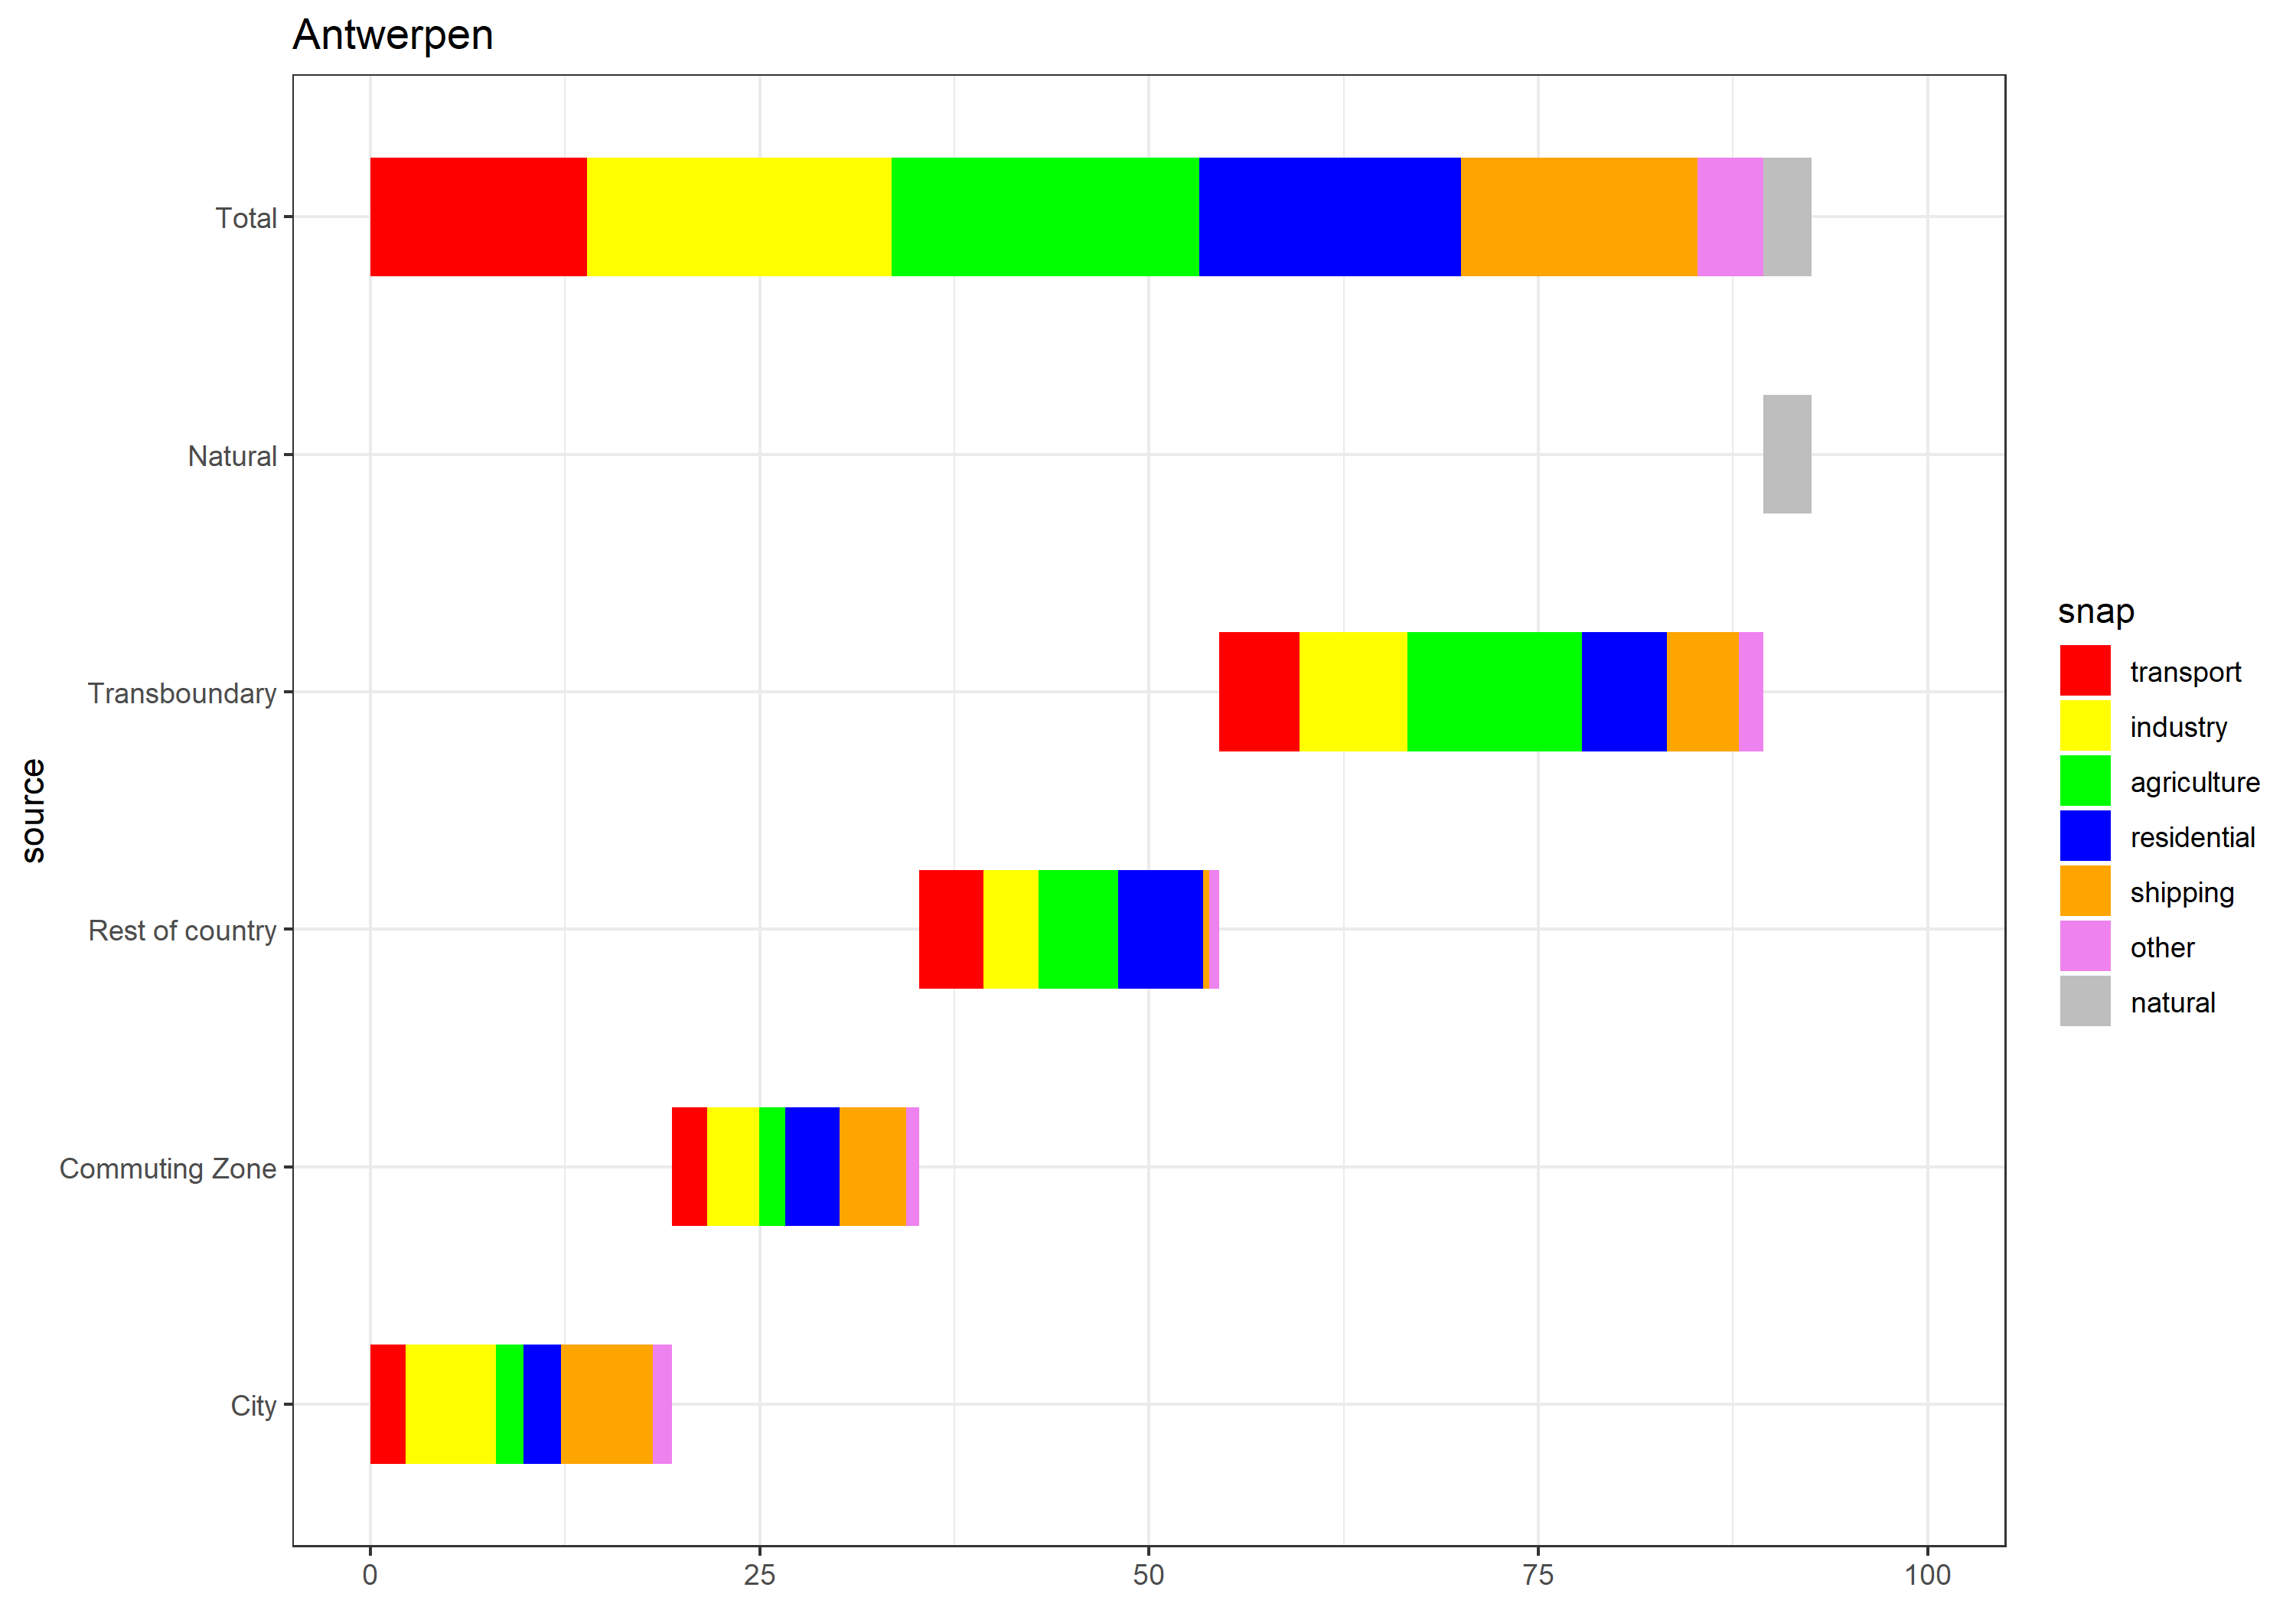 Antwerpen
Total
Natural
Transboundary
Rest of country
Commuting Zone
City
source
0 25 50 75 100
snap
transport
industry
agriculture
residential
shipping
other
natural